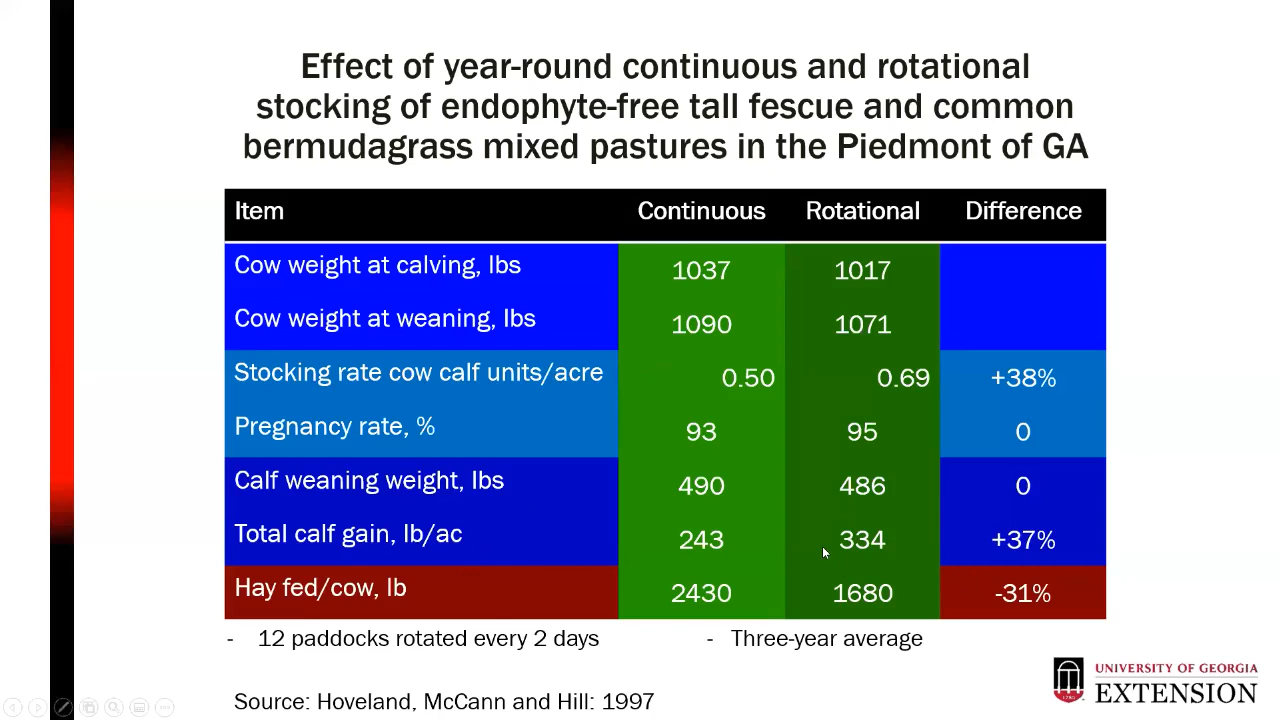 Effect of year-round continuous and rotational
stocking of endophyte-free tall fescue and common
bermudagrass mixed pastures in the Piedmont of GA
Item Continuous Rotational Difference
Cow weight at calving, lbs 1037 1017
Cow weight at weaning, lbs 1090 1071
Stocking rate cow calf units/acre 0.50 0.69 +38%
Pregnancy rate, % 93 95 0
Calf weaning weight, lbs 490 486 0
Total calf gain, lb/ac 243 334 +37%
Hay fed/cow, lb 2430 1680 -31%
- 12 paddocks rotated every 2 days - Three-year average
Source: Hoveland, McCann and Hill: 1997
UNIVERSITY OF GEORGIA
EXTENSION